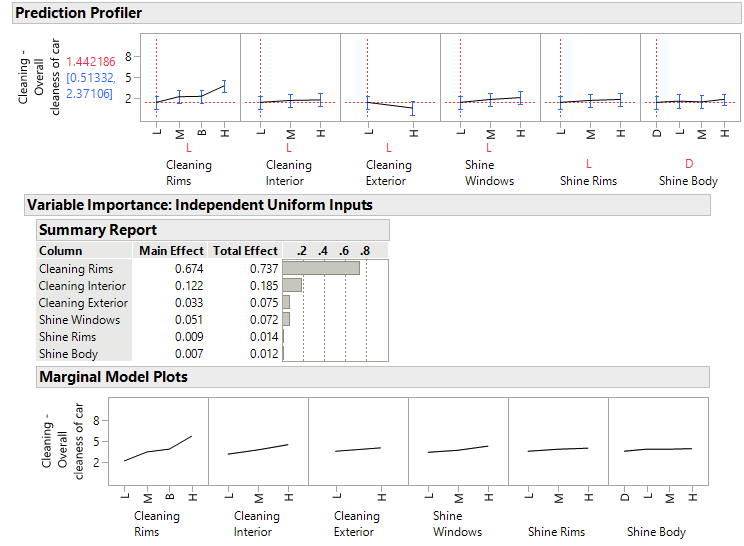 Prediction Profiler
Cleaning -
Overall
cleaness of car
1.442186
[0.51332,
2.37106]
8
5
2
L M B H
L M H
L H
L M H
L M H
D L M H
L
Cleaning
Rims
L
Cleaning
Interior
L
Cleaning
Exterior
L
Shine
Windows
L
Shine Rims
D
Shine Body
Variable Importance: Independent Uniform Inputs
Summary Report
Column Main Effect Total Effect .2 .4 .6 .8
Cleaning Rims 0.674 0.737
Cleaning Interior 0.122 0.185
Cleaning Exterior 0.033 0.075
Shine Windows 0.051 0.072
Shine Rims 0.009 0.014
Shine Body 0.007 0.012
Marginal Model Plots
Cleaning -
Overall
cleaness of car
8
5
2
L M B H
L M H
L H
L M H
L M H
D L M H
Cleaning
Rims
Cleaning
Interior
Cleaning
Exterior
Shine
Windows
Shine Rims
Shine Body